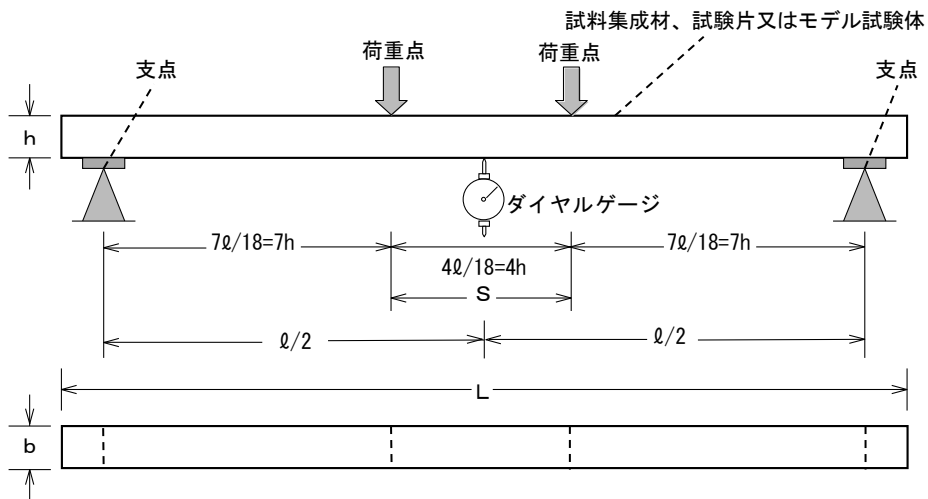 試料集成材、試験片又はモデル試験体
荷重点
荷重点
支点
支点
h
ダイヤルゲージ
7ℓ/18=7h
4ℓ/18=4h
7ℓ/18=7h
S
ℓ/2
ℓ/2
L
b